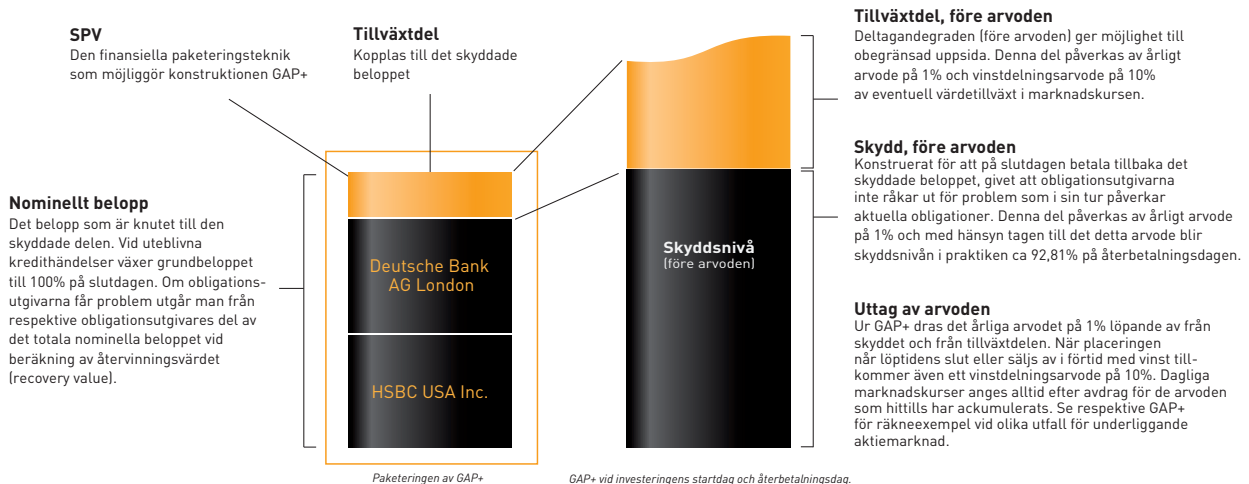 SPV
Den finansiella paketeringsteknik
som möjliggör konstruktionen GAP+
Tillväxtdel
Kopplas till det skyddade
beloppet
Nominellt belopp
Det belopp som är knutet till den
skyddade delen. Vid uteblivna
kredithändelser växer grundbeloppet
till 100% på slutdagen. Om obligations-
utgivarna får problem utgår man från
respektive obligationsutgivares del av
det totala nominella beloppet vid
beräkning av återvinningsvärdet
(recovery value).
Deutsche Bank
AG London
HSBC USA Inc.
Paketeringen av GAP+
Skyddsnivå
(före arvoden)
GAP+ vid investeringens startdag och återbetalningsdag.
Tillväxtdel, före arvoden
Deltagandegraden (före arvoden) ger möjlighet till
obegränsad uppsida. Denna del påverkas av årligt
arvode på 1% och vinstdelningsarvode på 10%
av eventuell värdetillväxt i marknadskursen.
Skydd, före arvoden
Konstruerat för att på slutdagen betala tillbaka det
skyddade beloppet, givet att obligationsutgivarna
inte råkar ut för problem som i sin tur påverkar
aktuella obligationer. Denna del påverkas av årligt arvode
på 1% och med hänsyn tagen till det detta arvode blir
skyddsnivån i praktiken ca 92,81% på återbetalningsdagen.
Uttag av arvoden
Ur GAP+ dras det årliga arvodet på 1% löpande av från
skyddet och från tillväxtdelen. När placeringen
når löptidens slut eller säljs av i förtid med vinst till-
kommer även ett vinstdelningsarvode på 10%. Dagliga
marknadskurser anges alltid efter avdrag för de arvoden
som hittills har ackumulerats. Se respektive GAP+
för räkneexempel vid olika utfall för underliggande
aktiemarknad.